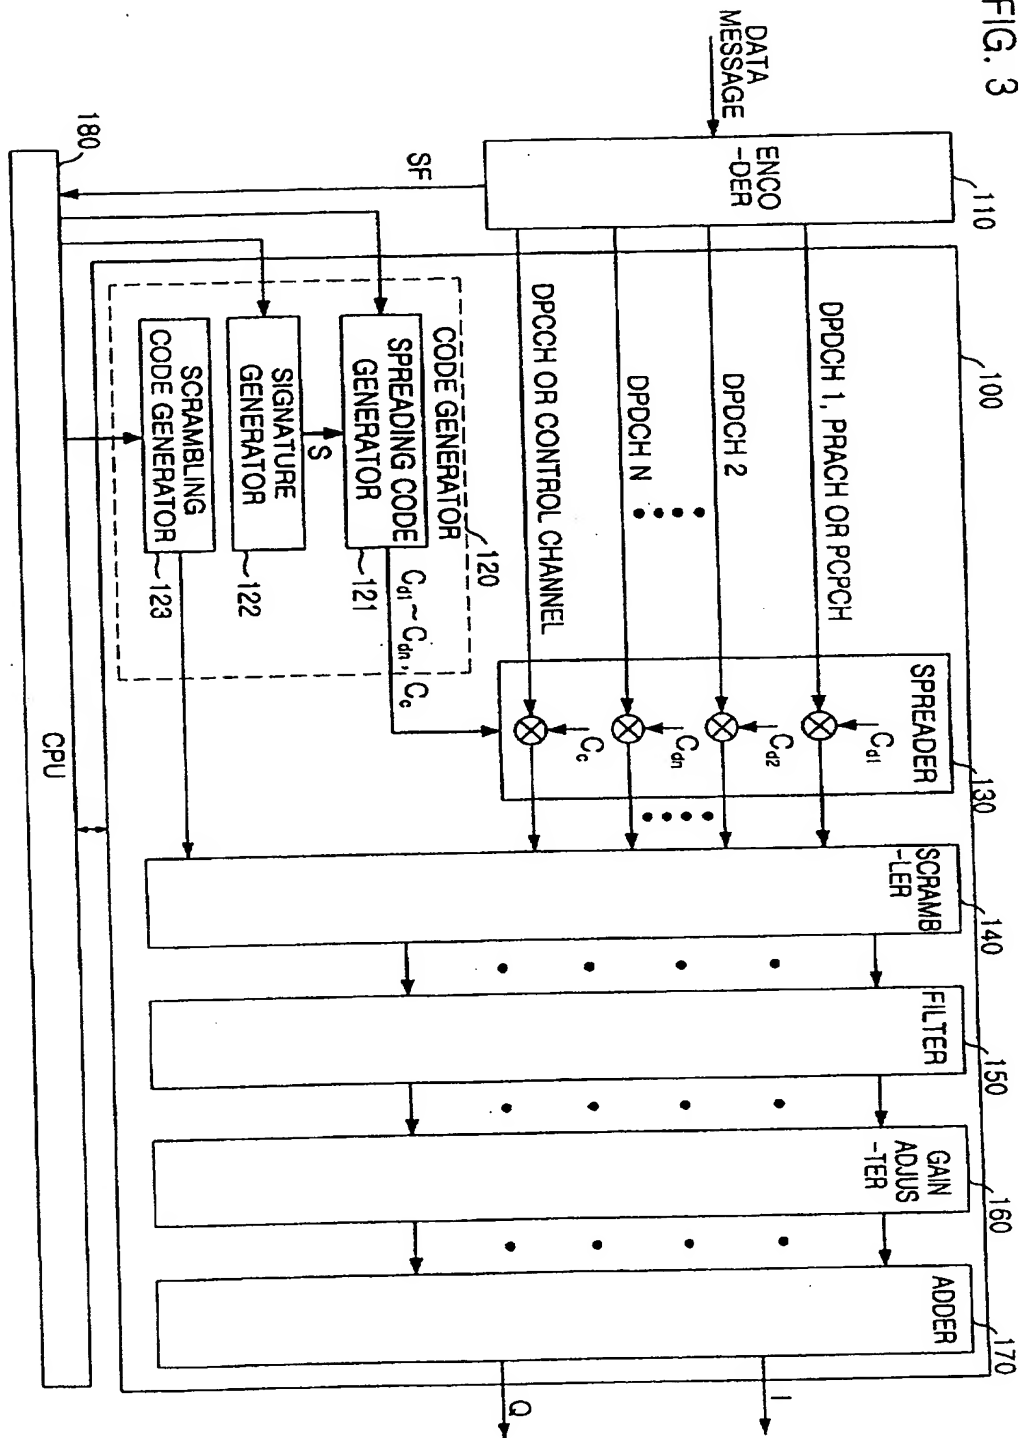 FIG. 3
DATA
MESSAGE
ENCO
-DER
110
SF
180
CPU
100
DPDCH 1, PRACH OR PCPCH
DPDCH 2
DPDCH N
DPCCH OR CONTROL CHANNEL
CODE GENERATOR
120
SPREADING CODE
GENERATOR
121
S
SIGNATURE
GENERATOR
122
SCRAMBLING
CODE GENERATOR
123
Cd1~Cdn, Cc
SPREADER
130
Cd1
Cd2
Cdn
Cc
SCRAMB
-LER
140
FILTER
150
GAIN
ADJUS
-TER
160
ADDER
170
I
Q